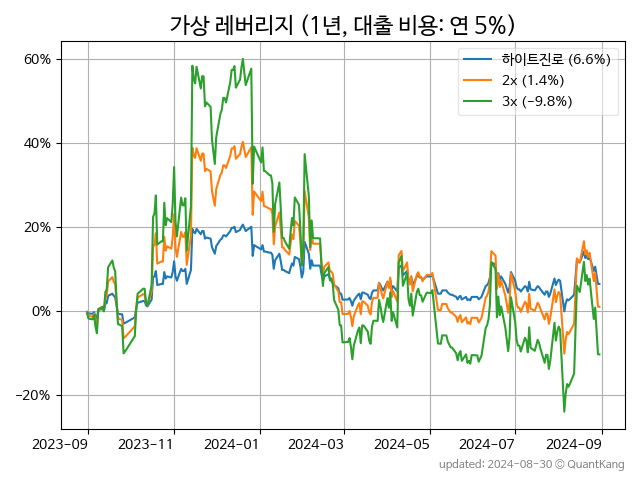 가상 레버리지 (1년, 대출 비용: 연 5%)
하이트진로 (6.6%)
2x (1.4%)
3x (−9.8%)
60%
40%
20%
0%
−20%
2023-09
2023-11
2024-01
2024-03
2024-05
2024-07
2024-09
updated: 2024-08-30 © QuantKang